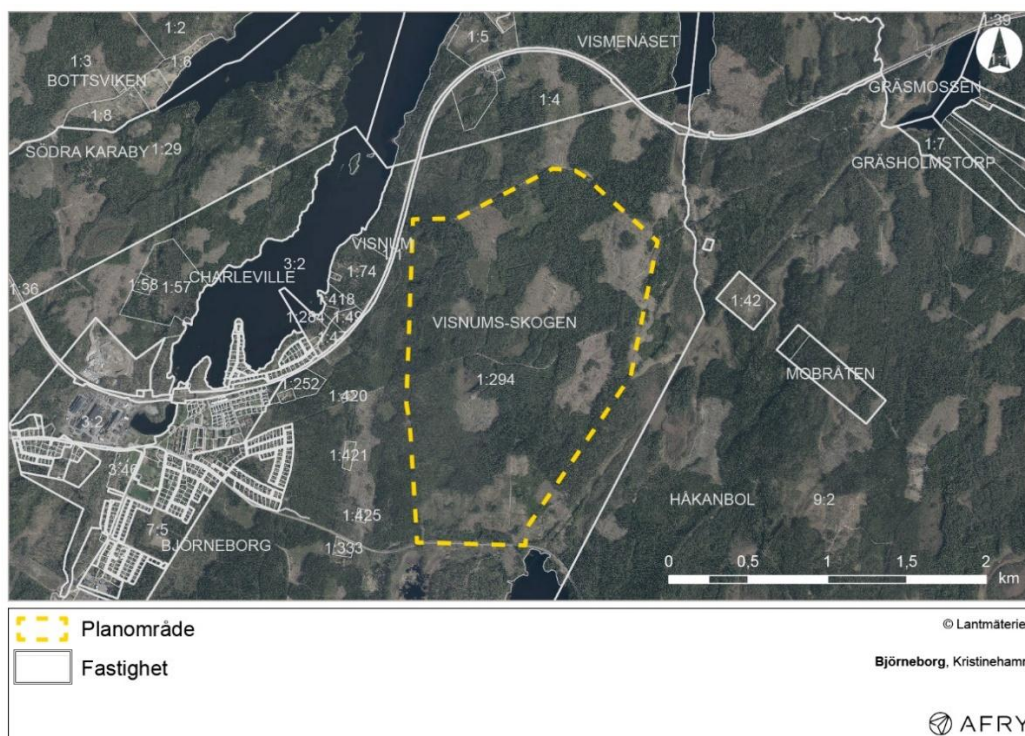 1:39
1:2
1:5
VISMENÄSET
1:3
1:6
BOTTSVIKEN
GRÄSMOSSEN
1:4
1:8
SÖDRA KARABY 1:29
1:7
GRÄSHOLMSTORP
VISNUM
3:2
1:74
CHARLEVILLE
1:58
1:57
1:36
1:418
1:42
1:284
1:49
VISNUMS-SKOGEN
MOBRÅTEN
1:294
1:252
1:420
3:2
1:421
3:46
HÅKANBOL
9:2
1:425
7:5
BJÖRNEBORG
1:333
0
0,5
1
1,5
2
km
Planområde
© Lantmäterie
Fastighet
Björneborg, Kristineham
AFRY